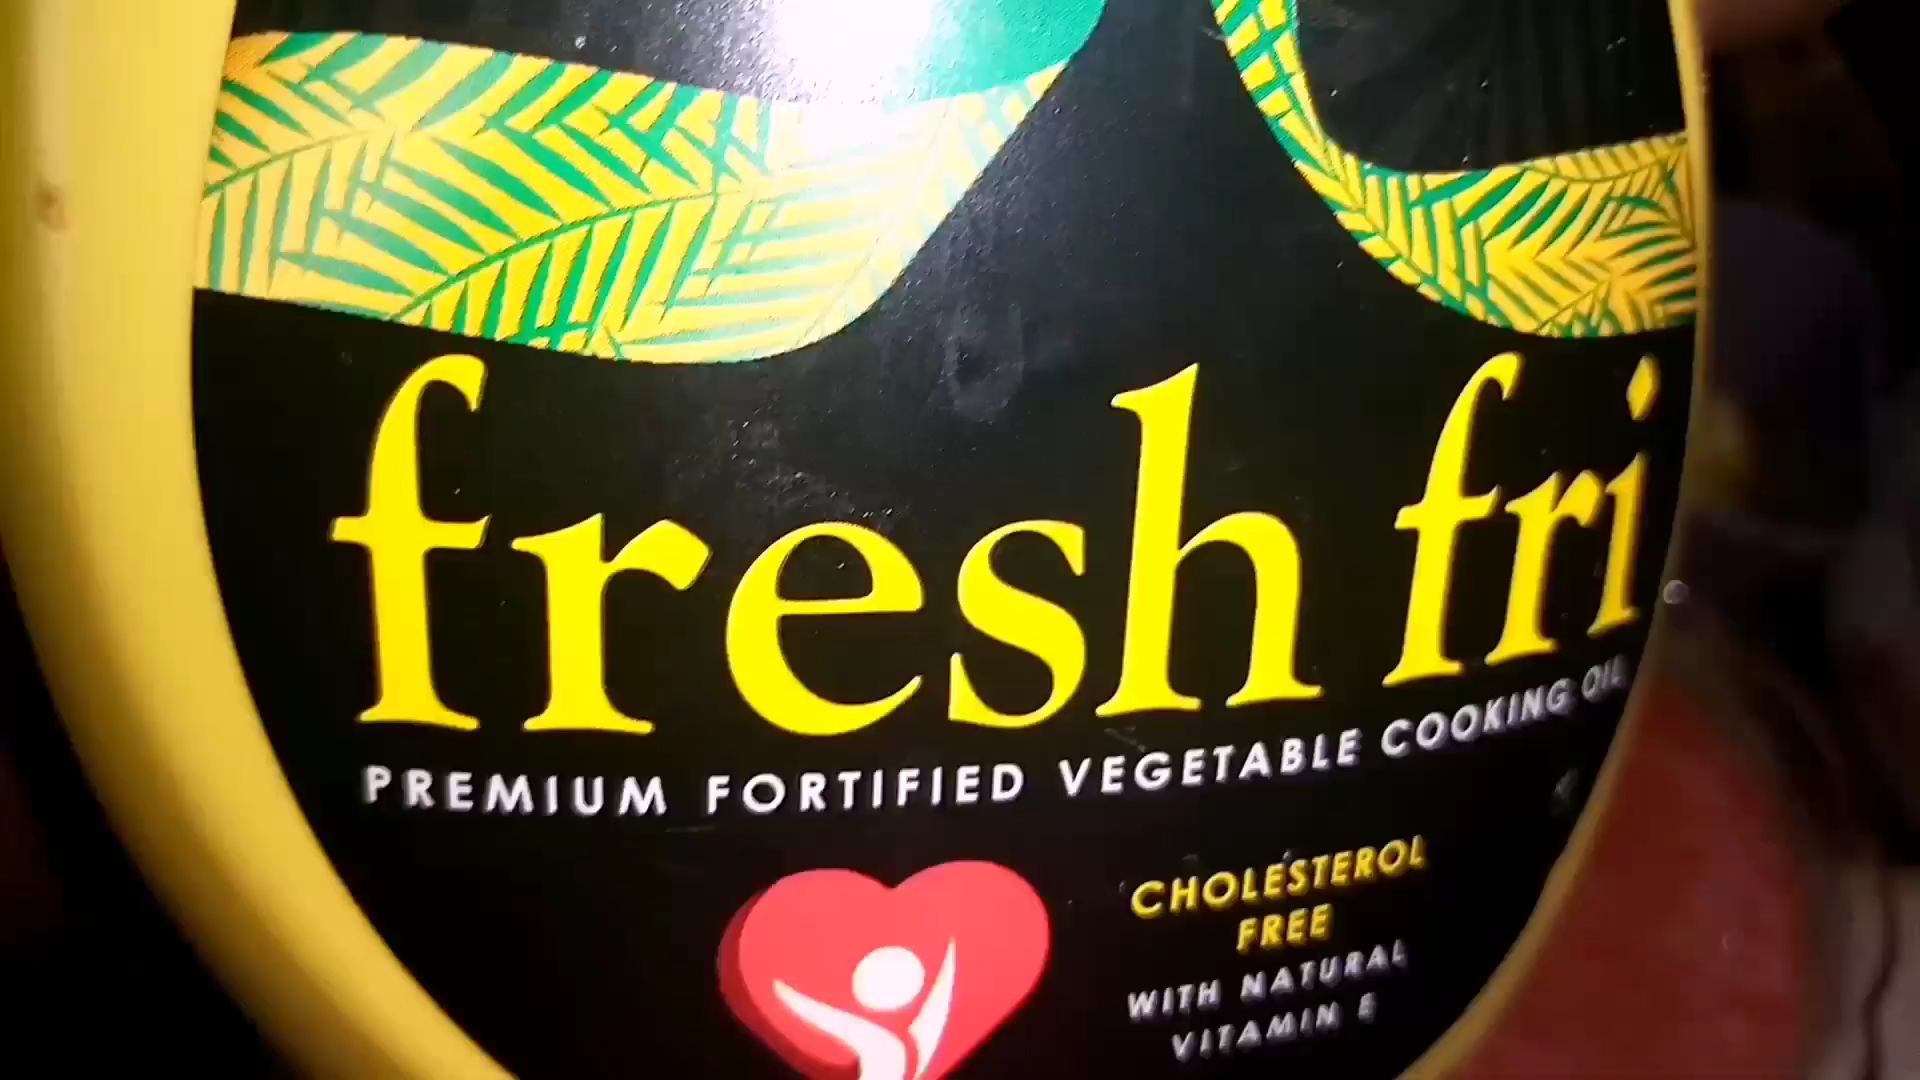 fresh fri
PREMIUM FORTIFIED VEGETABLE COOKING OIL
CHOLESTEROL
FREE
WITH NATURAL
VITAMIN E